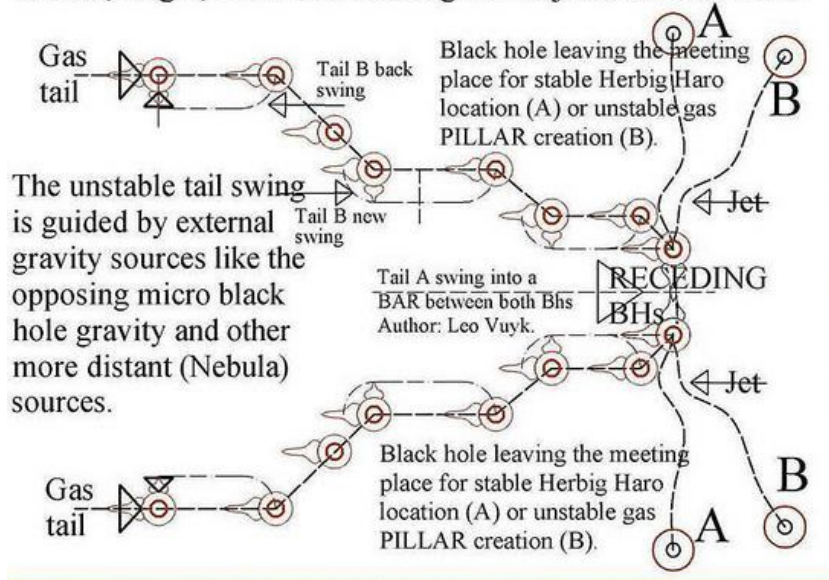 A
Gas
tail
Tail B back
swing
Black hole leaving the meeting
place for stable Herbig Haro
location (A) or unstable gas
PILLAR creation (B).
B
The unstable tail swing
is guided by external
gravity sources like the
opposing micro black
hole gravity and other
more distant (Nebula)
sources.
Tail B new
swing
Jet
Tail A swing into a
BAR between both Bhs
Author: Leo Vuyk.
RECEDING
BHs
Jet
Black hole leaving the meeting
place for stable Herbig Haro
location (A) or unstable gas
PILLAR creation (B).
Gas
tail
A
B